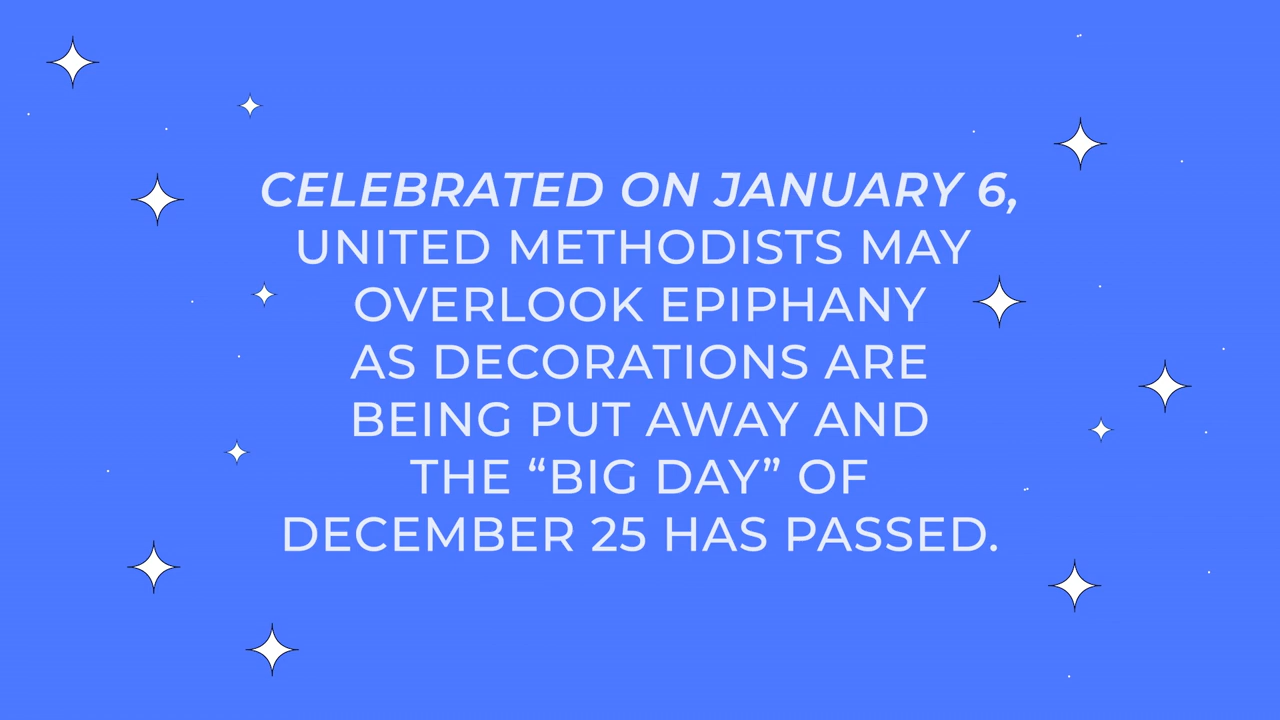 CELEBRATED ON JANUARY 6,
UNITED METHODISTS MAY
OVERLOOK EPIPHANY
AS DECORATIONS ARE
BEING PUT AWAY AND
THE “BIG DAY” OF
DECEMBER 25 HAS PASSED.